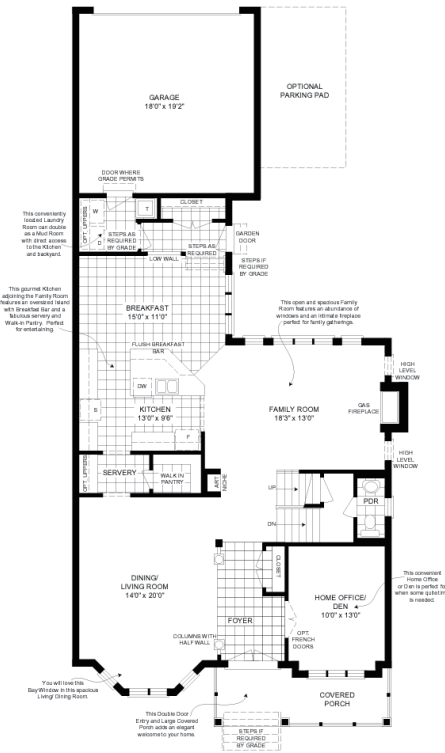 GARAGE
18'0" x 19'2"
OPTIONAL
PARKING PAD
DOOR WHERE
GRADE PERMITS
CLOSET
OPT. UPPERS
W
D
T
STEPS AS
REQUIRED
BY GRADE
STEPS AS
REQUIRED
GARDEN
DOOR
STEPS IF
REQUIRED
BY GRADE
LOW WALL
This conveniently
located Laundry
Room can double
as a Mud Room
with direct access
to the Kitchen
and backyard.
This gourmet Kitchen
adjoining the Family Room
features an oversized Island
with Breakfast Bar and a
fabulous servery and
Walk-in Pantry. Perfect
for entertaining.
BREAKFAST
15'0" x 11'0"
FLUSH BREAKFAST
BAR
DW
S
KITCHEN
13'0" x 9'6"
F
This open and spacious Family
Room features an abundance of
windows and an intimate fireplace
perfect for family gatherings.
HIGH
LEVEL
WINDOW
FAMILY ROOM
18'3" x 13'0"
GAS
FIREPLACE
HIGH
LEVEL
WINDOW
OPT. UPPERS
SERVERY
WALK IN
PANTRY
ART
NICHE
UP
DN
PDR
DINING/
LIVING ROOM
14'0" x 20'0"
CLOSET
FOYER
HOME OFFICE/
DEN
10'0" x 13'0"
This convenient
Home Office
or Den is perfect for
when some quiet time
is needed.
OPT.
FRENCH
DOORS
COLUMNS WITH
HALF WALL
You will love this
Bay Window in this spacious
Living/ Dining Room.
This Double Door
Entry and Large Covered
Porch adds an elegant
welcome to your home.
COVERED
PORCH
STEPS IF
REQUIRED
BY GRADE